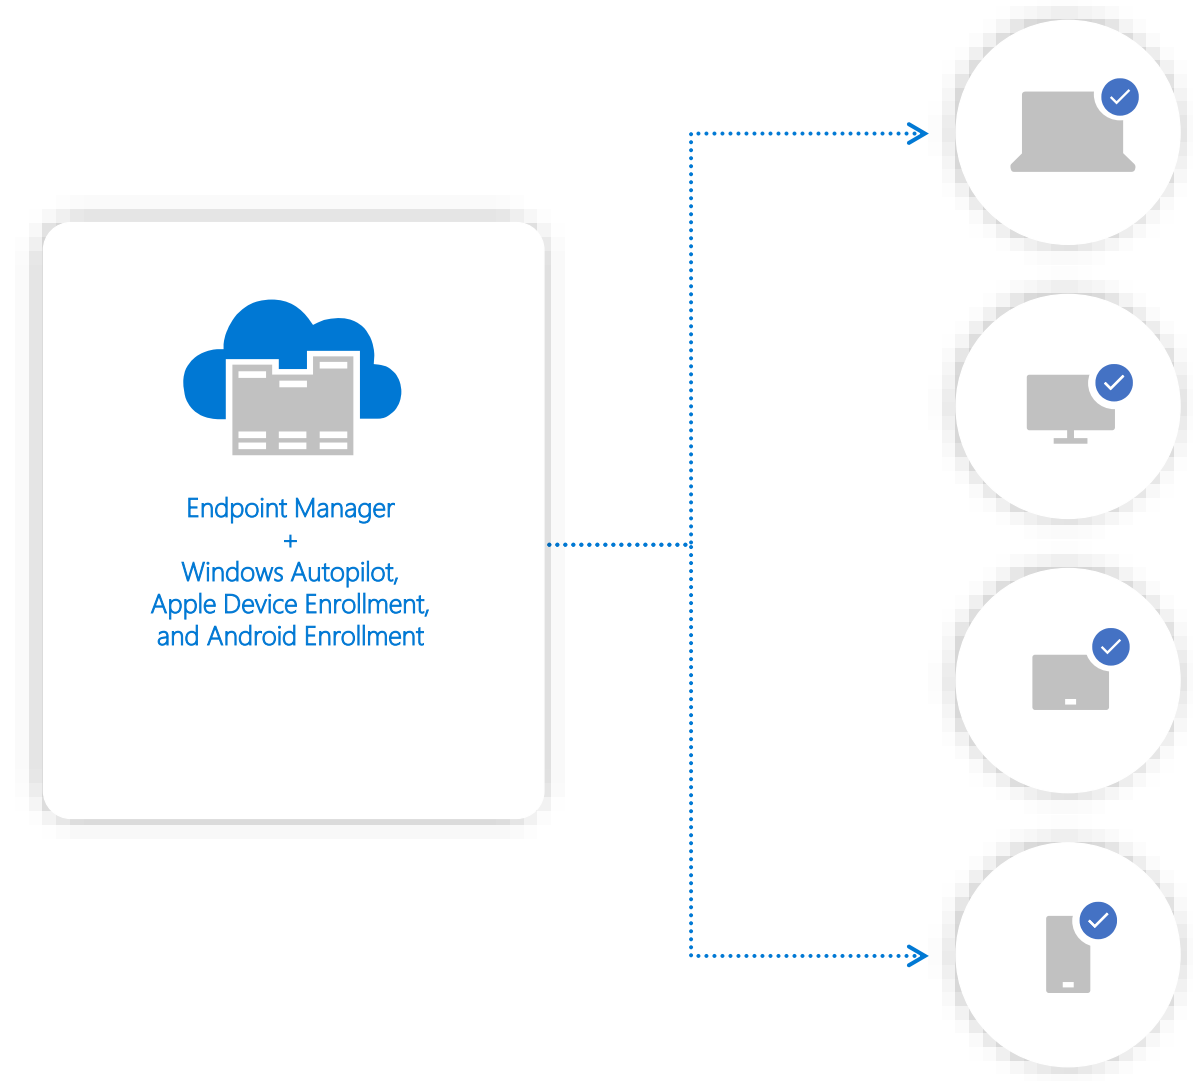 Endpoint Manager
+
Windows Autopilot,
Apple Device Enrollment,
and Android Enrollment